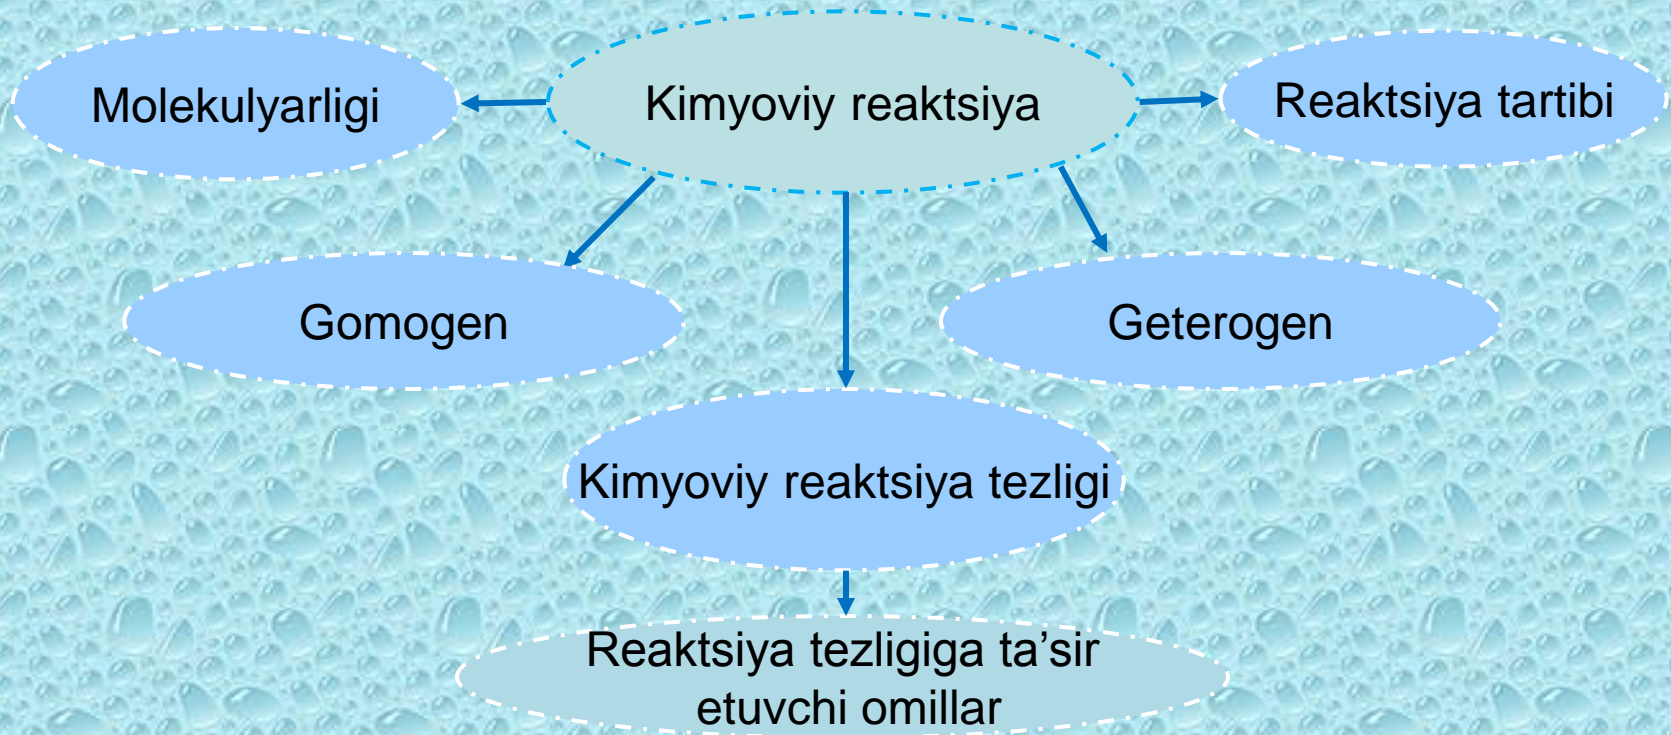 Molekulyarligi
Kimyoviy reaktsiya
Reaktsiya tartibi
Gomogen
Geterogen
Kimyoviy reaktsiya tezligi
Reaktsiya tezligiga ta’sir
etuvchi omillar